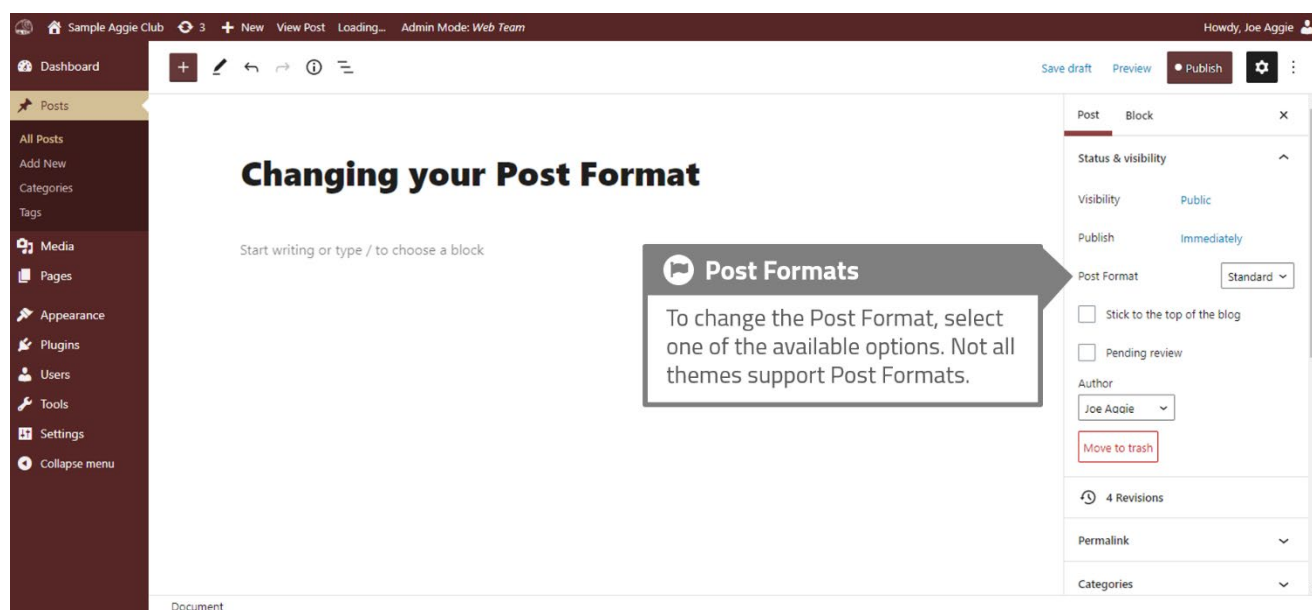 Sample Aggie Club 3 New View Post Loading... Admin Mode: Web Team Howdy, Joe Aggie
Dashboard
Save draft Preview Publish
Posts
All Posts
Add New
Categories
Tags
Media
Pages
Appearance
Plugins
Users
Tools
Settings
Collapse menu
Changing your Post Format
Start writing or type / to choose a block
Post Formats
To change the Post Format, select
one of the available options. Not all
themes support Post Formats.
Post Block
Status & visibility
Visibility Public
Publish Immediately
Post Format Standard
Stick to the top of the blog
Pending review
Author
Joe Aggie
Move to trash
4 Revisions
Permalink
Categories
Document